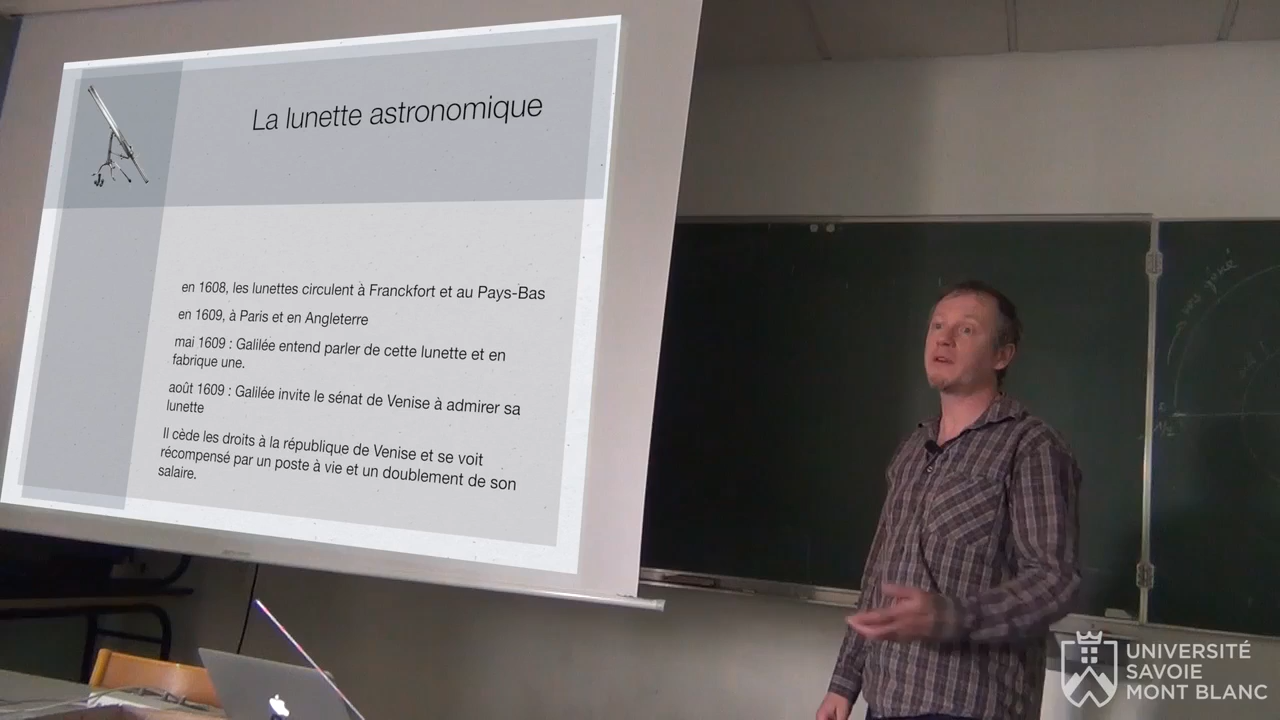 La lunette astronomique
en 1608, les lunettes circulent à Franckfort et au Pays-Bas
en 1609, à Paris et en Angleterre
mai 1609 : Galilée entend parler de cette lunette et en
fabrique une.
août 1609 : Galilée invite le sénat de Venise à admirer sa
lunette
Il cède les droits à la république de Venise et se voit
récompensé par un poste à vie et un doublement de son
salaire.
UNIVERSITÉ
SAVOIE
MONT BLANC